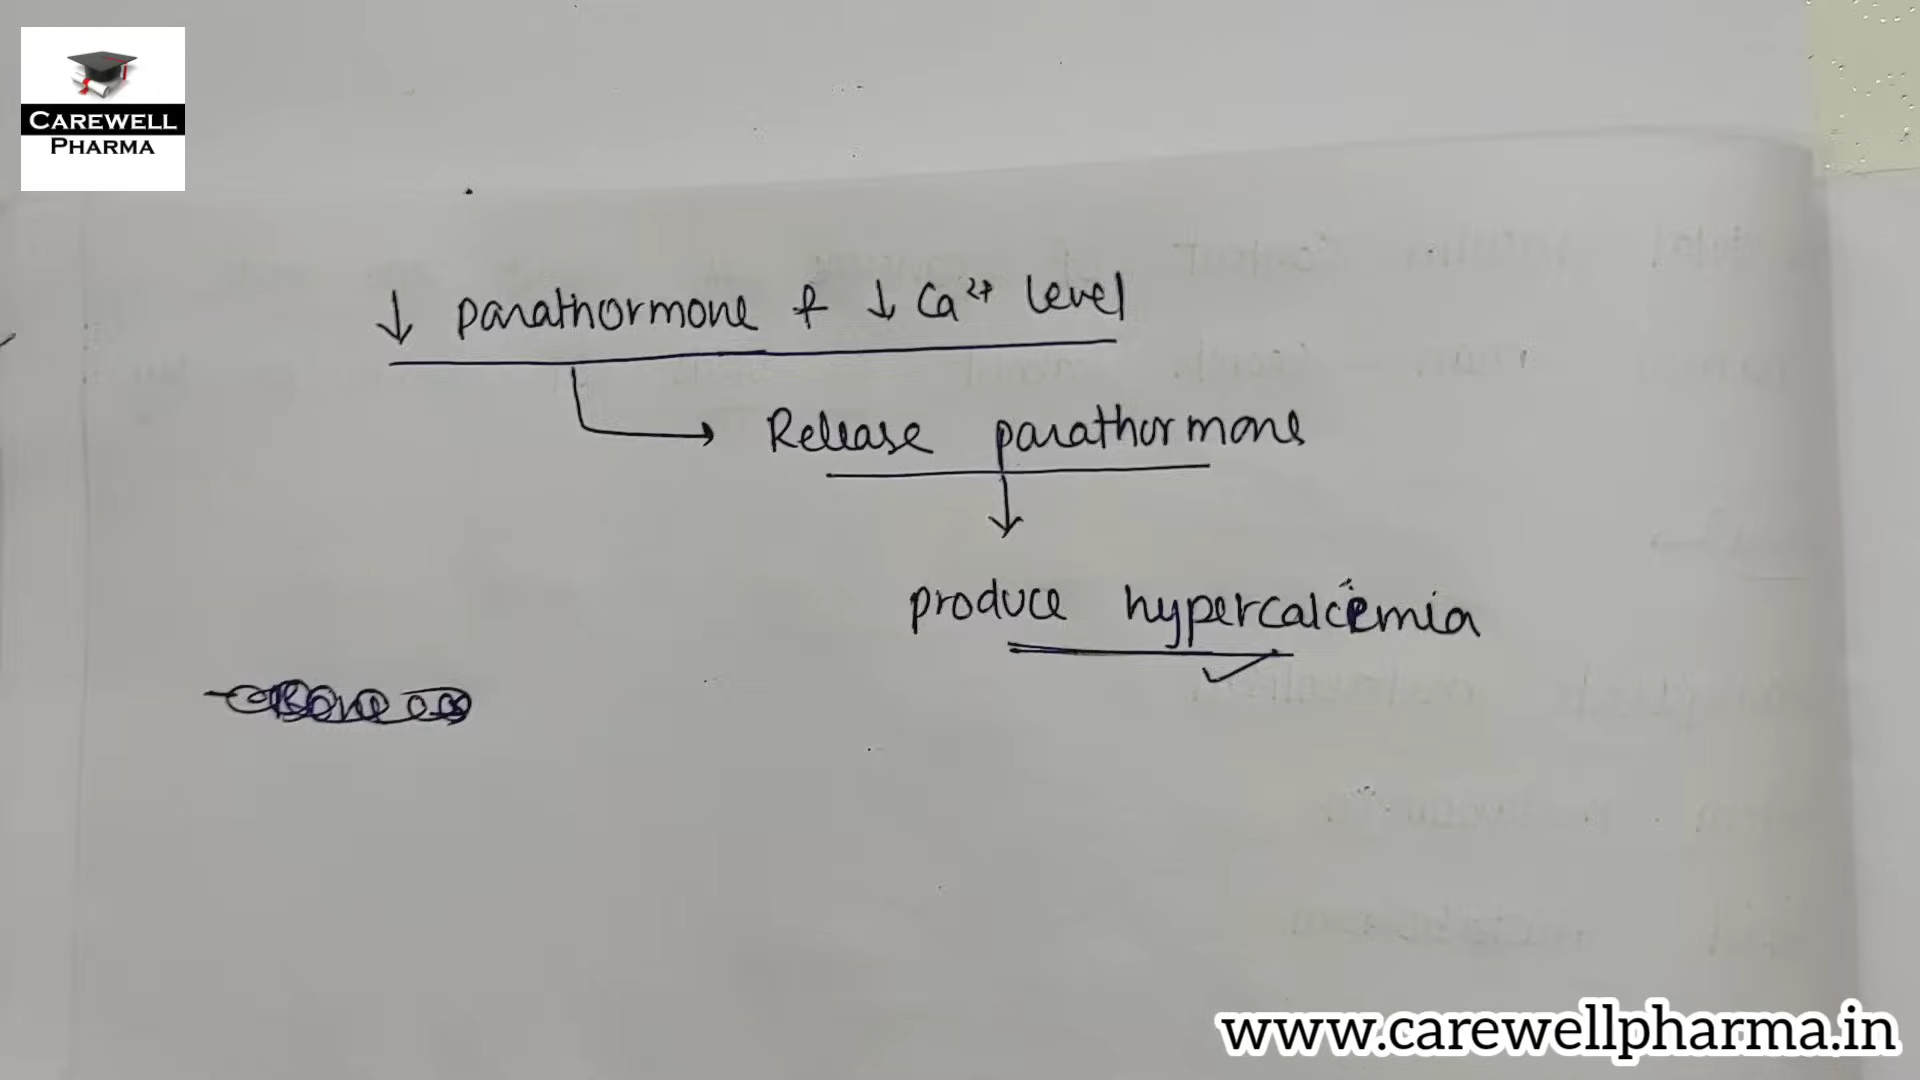 CAREWELL
PHARMA
↓ parathormone & ↓ Ca²⁺ level
Release parathormone
produce hypercalcemia
www.carewellpharma.in